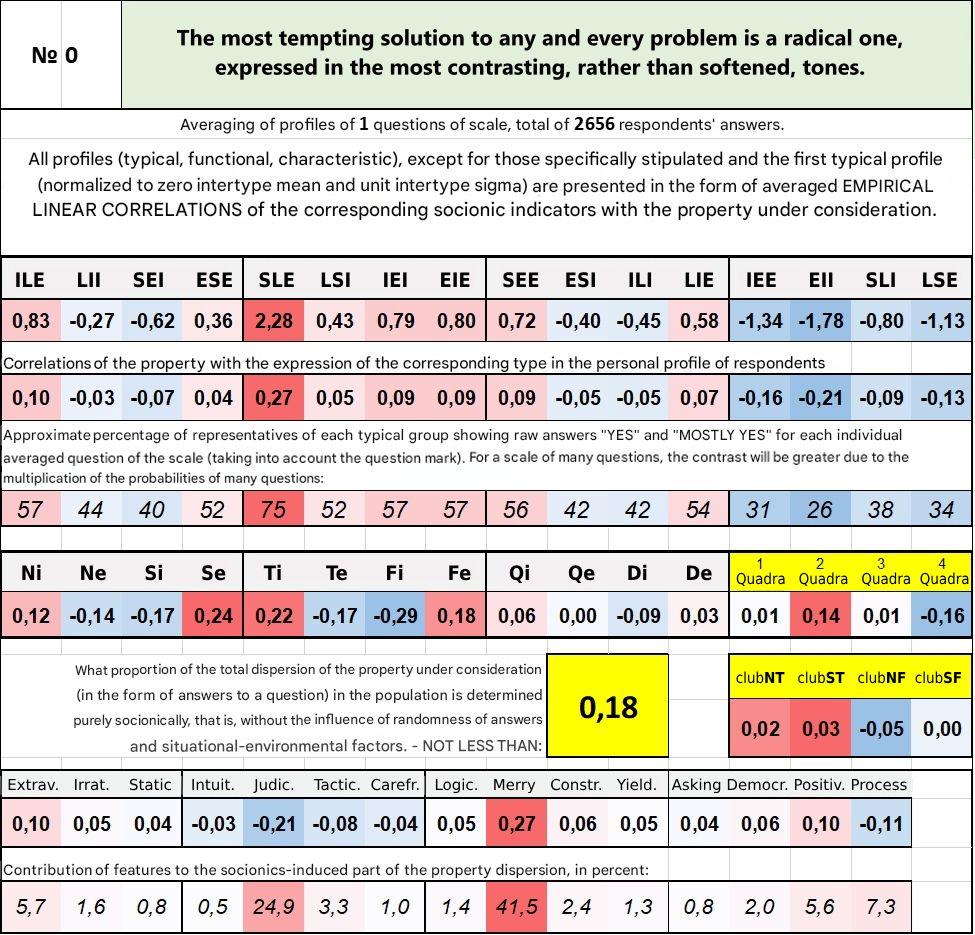 № 0
The most tempting solution to any and every problem is a radical one,
expressed in the most contrasting, rather than softened, tones.
Averaging of profiles of 1 questions of scale, total of 2656 respondents' answers.
All profiles (typical, functional, characteristic), except for those specifically stipulated and the first typical profile
(normalized to zero intertype mean and unit intertype sigma) are presented in the form of averaged EMPIRICAL
LINEAR CORRELATIONS of the corresponding socionic indicators with the property under consideration.
ILE LII SEI ESE SLE LSI IEI EIE SEE ESI ILI LIE IEE EII SLI LSE
0,83 -0,27 -0,62 0,36 2,28 0,43 0,79 0,80 0,72 -0,40 -0,45 0,58 -1,34 -1,78 -0,80 -1,13
Correlations of the property with the expression of the corresponding type in the personal profile of respondents
0,10 -0,03 -0,07 0,04 0,27 0,05 0,09 0,09 0,09 -0,05 -0,05 0,07 -0,16 -0,21 -0,09 -0,13
Approximate percentage of representatives of each typical group showing raw answers "YES" and "MOSTLY YES" for each individual
averaged question of the scale (taking into account the question mark). For a scale of many questions, the contrast will be greater due to the
multiplication of the probabilities of many questions:
57 44 40 52 75 52 57 57 56 42 42 54 31 26 38 34
Ni Ne Si Se Ti Te Fi Fe Qi Qe Di De 1 Quadra 2 Quadra 3 Quadra 4 Quadra
0,12 -0,14 -0,17 0,24 0,22 -0,17 -0,29 0,18 0,06 0,00 -0,09 0,03 0,01 0,14 0,01 -0,16
What proportion of the total dispersion of the property under consideration
(in the form of answers to a question) in the population is determined
purely socionically, that is, without the influence of randomness of answers
and situational-environmental factors. - NOT LESS THAN:
0,18
clubNT clubST clubNF clubSF
0,02 0,03 -0,05 0,00
Extrav. Irrat. Static Intuit. Judic. Tactic. Carefr. Logic. Merry Constr. Yield. Asking Democr. Positiv. Process
0,10 0,05 0,04 -0,03 -0,21 -0,08 -0,04 0,05 0,27 0,06 0,05 0,04 0,06 0,10 -0,11
Contribution of features to the socionics-induced part of the property dispersion, in percent:
5,7 1,6 0,8 0,5 24,9 3,3 1,0 1,4 41,5 2,4 1,3 0,8 2,0 5,6 7,3